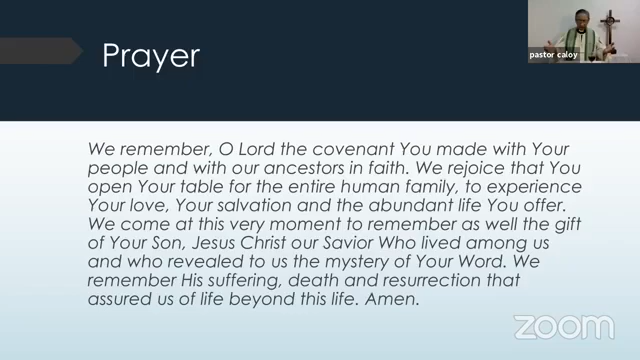 Prayer
pastor caloy
We remember, O Lord the covenant You made with Your
people and with our ancestors in faith. We rejoice that You
open Your table for the entire human family, to experience
Your love, Your salvation and the abundant life You offer.
We come at this very moment to remember as well the gift
of Your Son, Jesus Christ our Savior Who lived among us
and who revealed to us the mystery of Your Word. We
remember His suffering, death and resurrection that
assured us of life beyond this life. Amen.
zoom